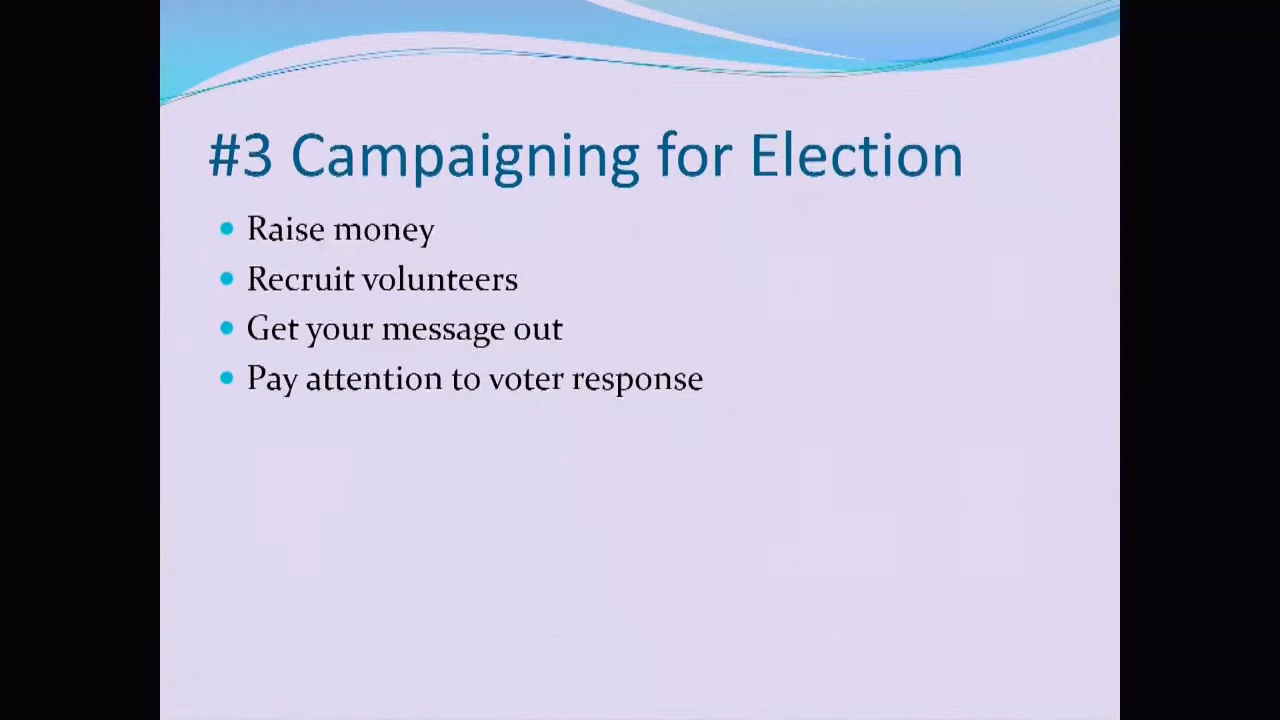 #3 Campaigning for Election
Raise money
Recruit volunteers
Get your message out
Pay attention to voter response